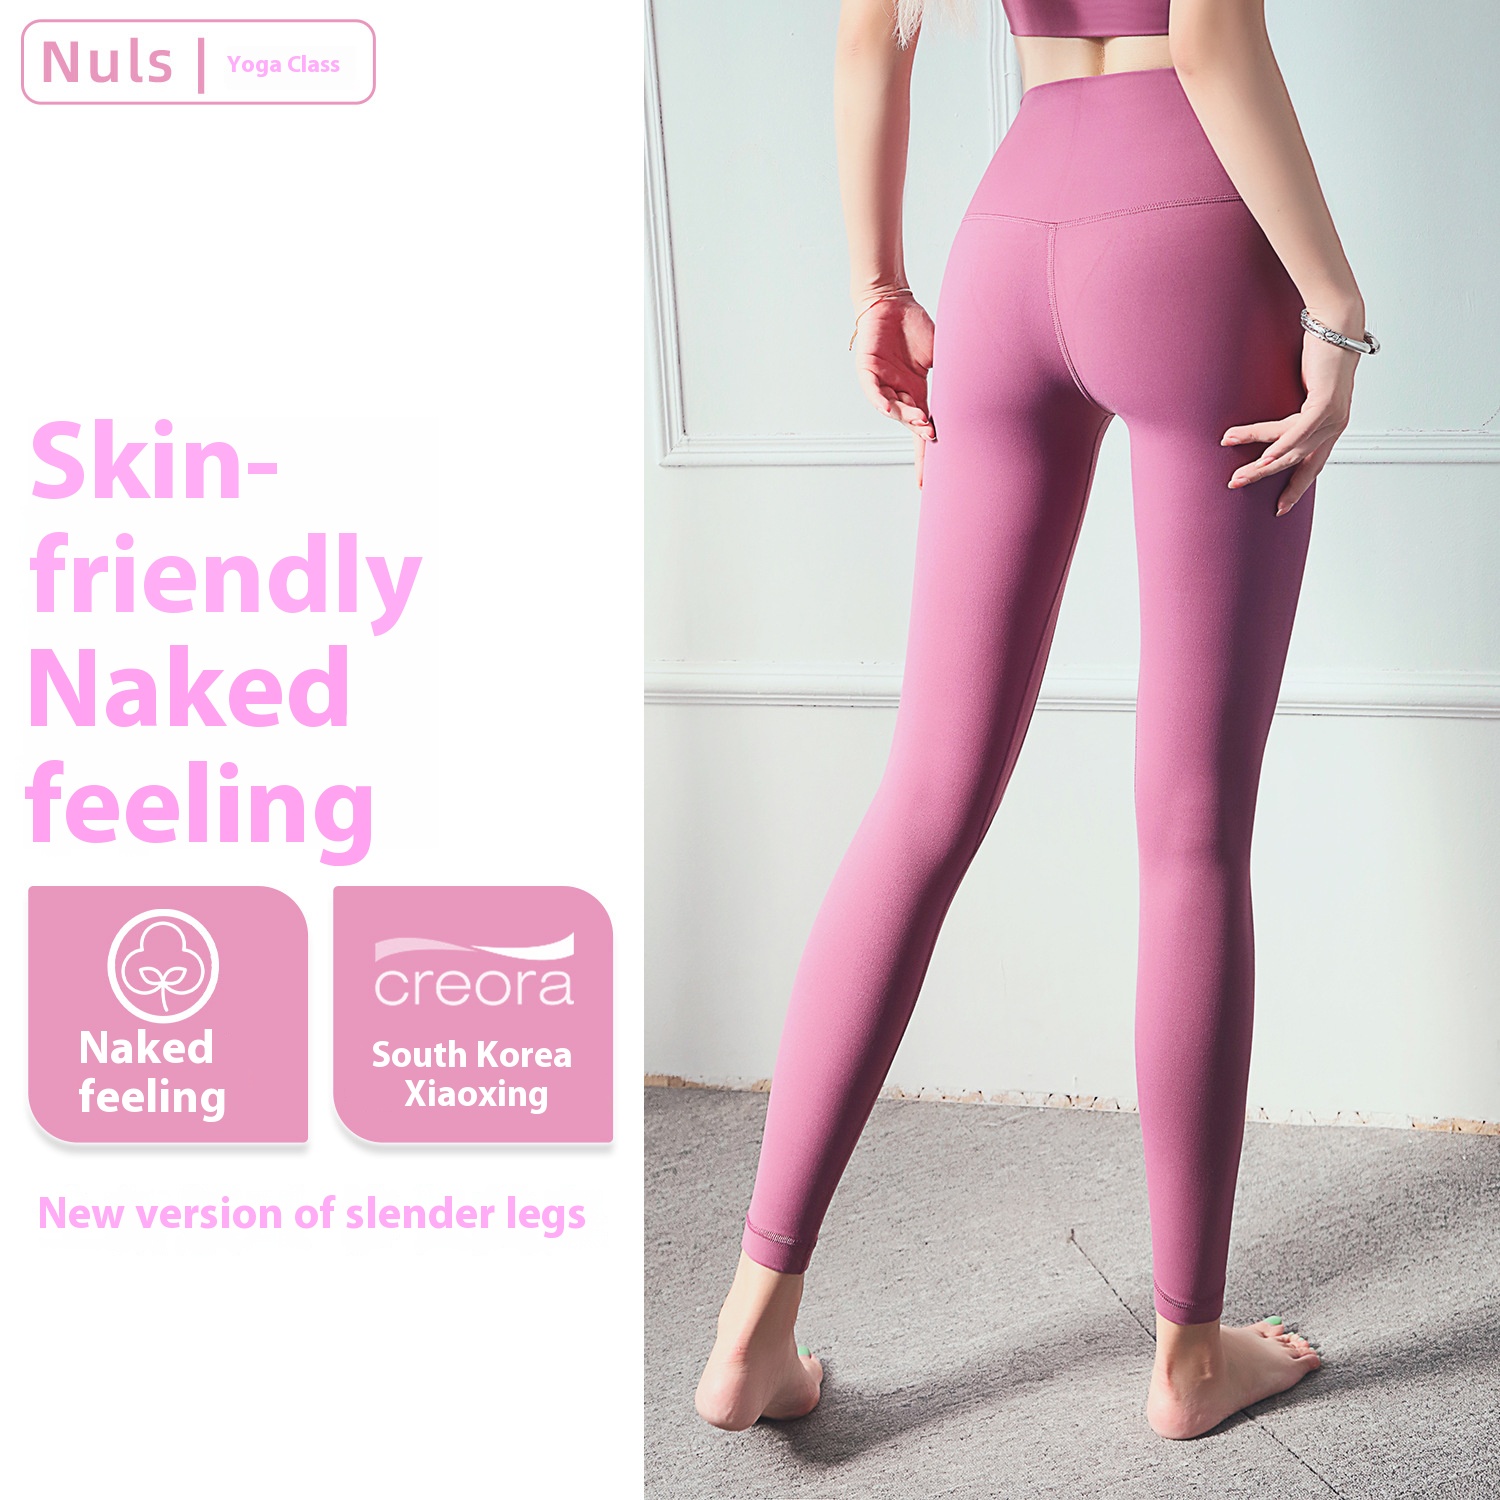 Nuls | Yoga Class
Skin-
friendly
Naked
feeling
Naked
feeling
creora
South Korea
Xiaoxing
New version of slender legs